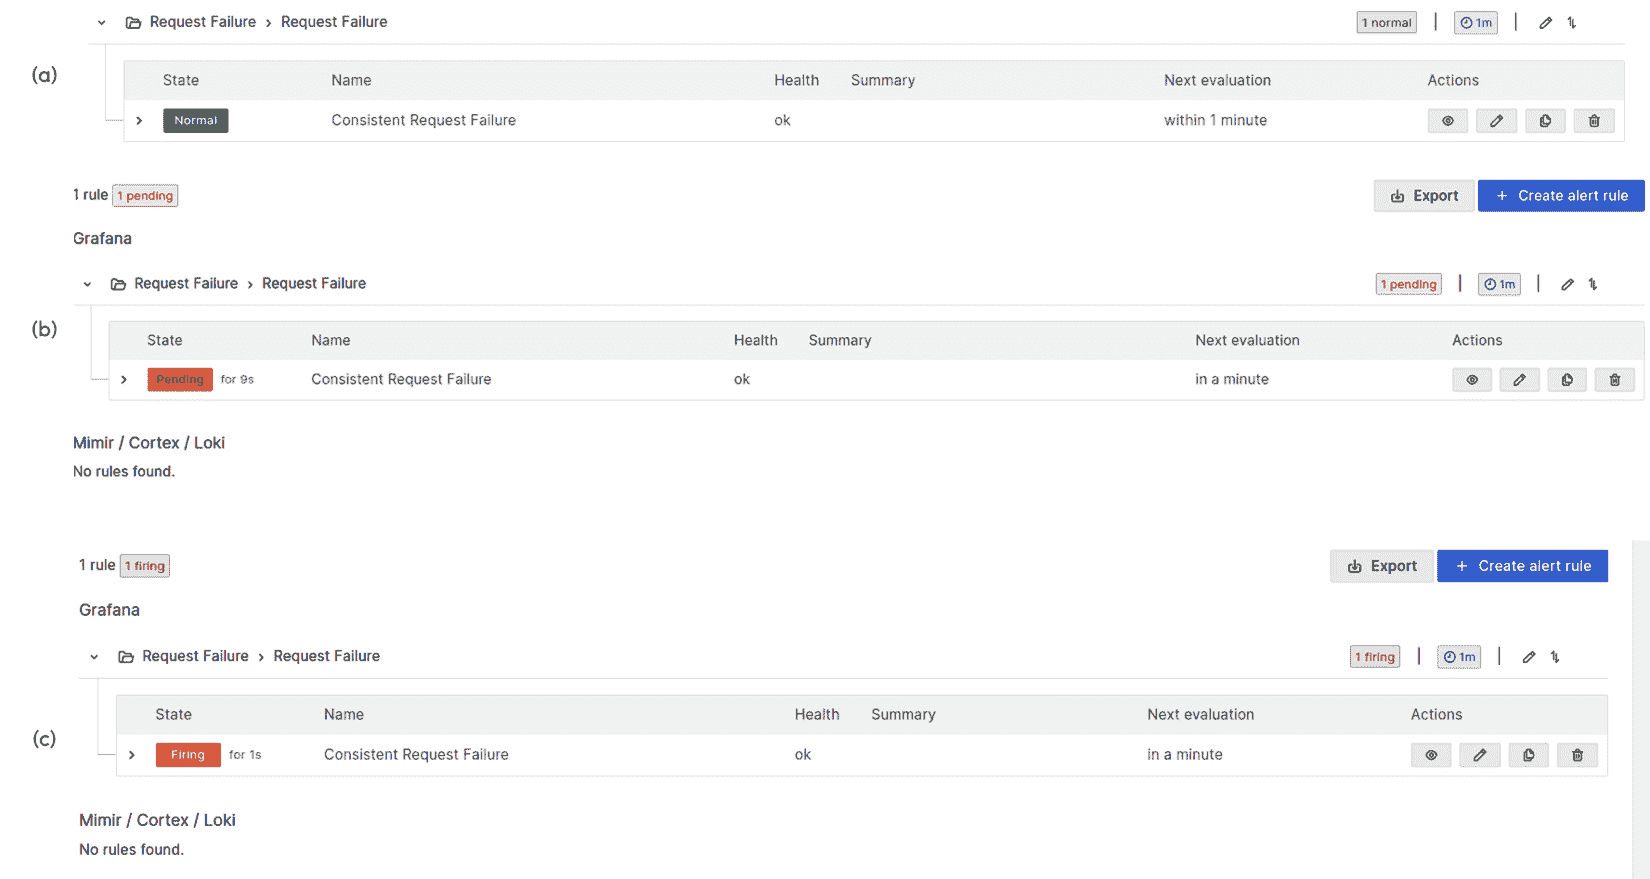 Request Failure › Request Failure 1 normal | 1m |
(a)
State Name Health Summary Next evaluation Actions
Normal Consistent Request Failure ok within 1 minute
1 rule 1 pending Export + Create alert rule
Grafana
Request Failure › Request Failure 1 pending | 1m |
(b)
State Name Health Summary Next evaluation Actions
Pending for 9s Consistent Request Failure ok in a minute
Mimir / Cortex / Loki
No rules found.
1 rule 1 firing Export + Create alert rule
Grafana
Request Failure › Request Failure 1 firing | 1m |
(c)
State Name Health Summary Next evaluation Actions
Firing for 1s Consistent Request Failure ok in a minute
Mimir / Cortex / Loki
No rules found.